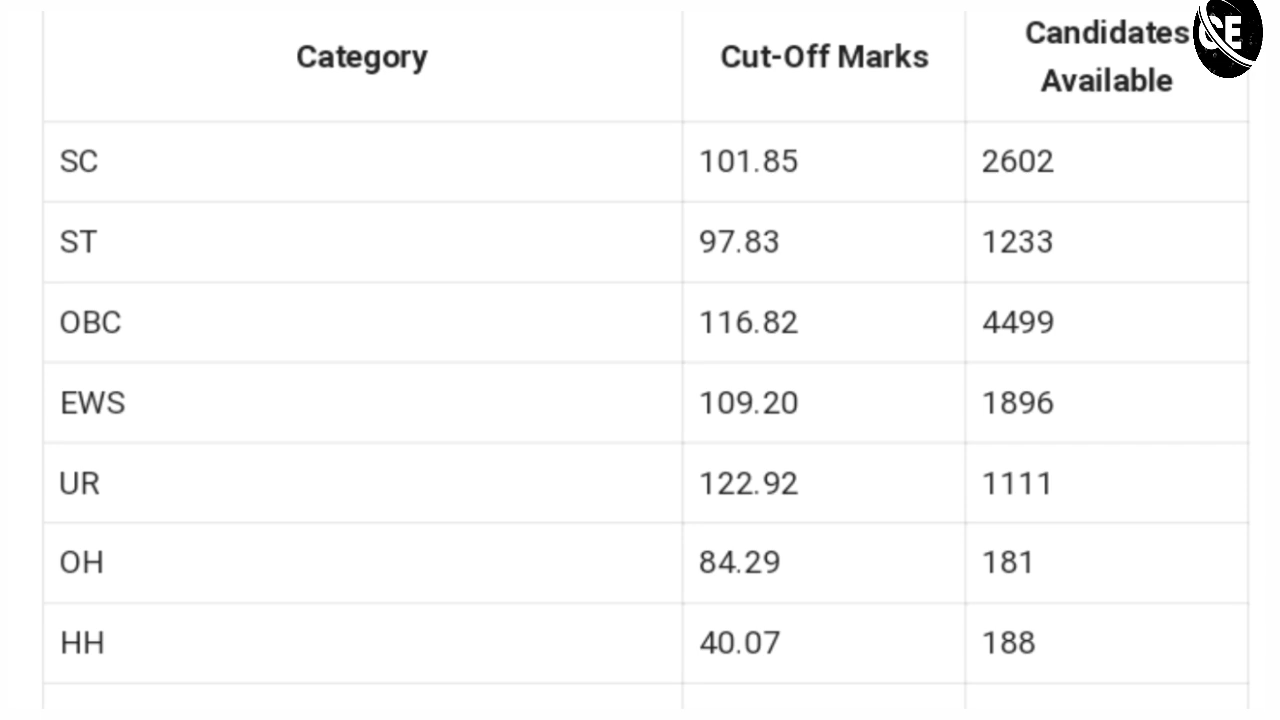 Category Cut-Off Marks Candidates Available
CE
SC 101.85 2602
ST 97.83 1233
OBC 116.82 4499
EWS 109.20 1896
UR 122.92 1111
OH 84.29 181
HH 40.07 188